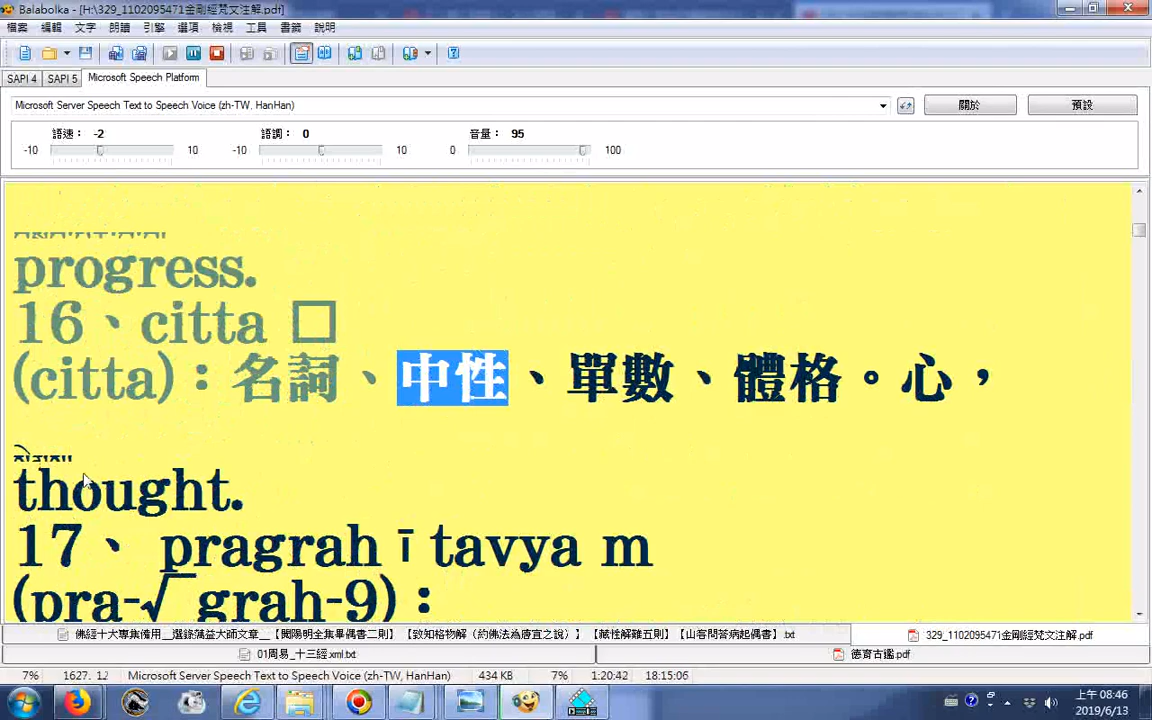 Balabolka - [H:\329_1102095471金剛經梵文注解.pdf]
檔案 編輯 文字 朗讀 引擎 選項 檢視 工具 書籤 說明
SAPI 4 SAPI 5 Microsoft Speech Platform
Microsoft Server Speech Text to Speech Voice (zh-TW, HanHan) 關於 預設
語速： -2 語調： 0 音量： 95
-10 10 -10 10 0 100
progress.
16、citta □
(citta)：名詞、中性、單數、體格。心，
thought.
17、 pragrah ī tavya m
(pra-√ grah-9)：
佛經十大專集備用__選錄蕅益大師文章__【閱陽明全集畢偶書二則】【致知格物解（約佛法為唐宜之說）】【藏性解難五則】【山客問答病起偶書】.txt 329_1102095471金剛經梵文注解.pdf
01周易_十三經.xml.txt 德育古鑑.pdf
7% 1627: 12 Microsoft Server Speech Text to Speech Voice (zh-TW, HanHan) 434 KB 7% 1:20:42 18:15:06
上午 08:46
2019/6/13